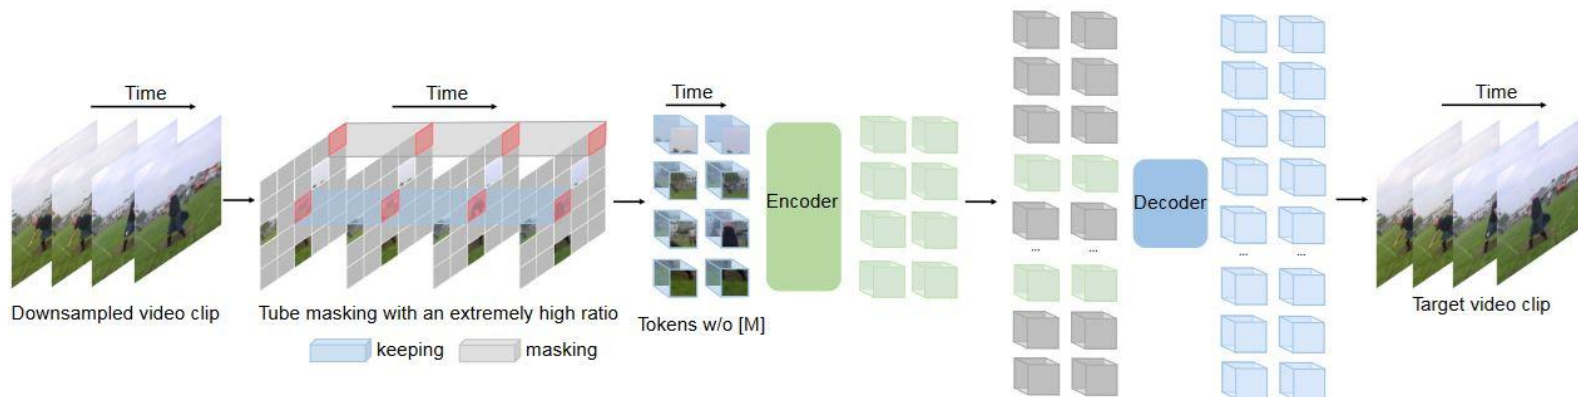 Time
Time
Time
Time
Encoder
Decoder
...
...
...
...
Downsampled video clip
Tube masking with an extremely high ratio
Tokens w/o [M]
Target video clip
keeping
masking